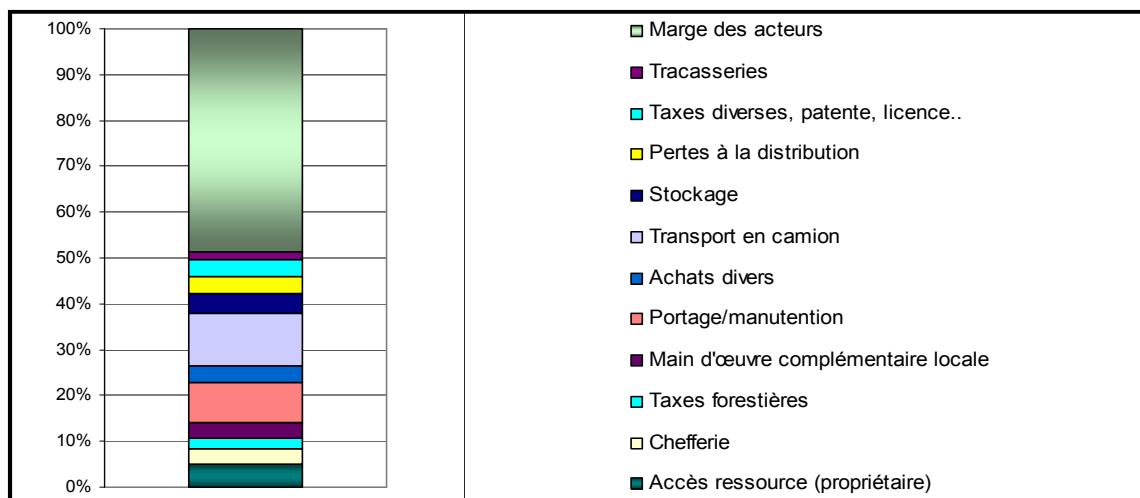 100%
90%
80%
70%
60%
50%
40%
30%
20%
10%
0%
Marge des acteurs
Tracasseries
Taxes diverses, patente, licence..
Pertes à la distribution
Stockage
Transport en camion
Achats divers
Portage/manutention
Main d'œuvre complémentaire locale
Taxes forestières
Chefferie
Accès ressource (propriétaire)